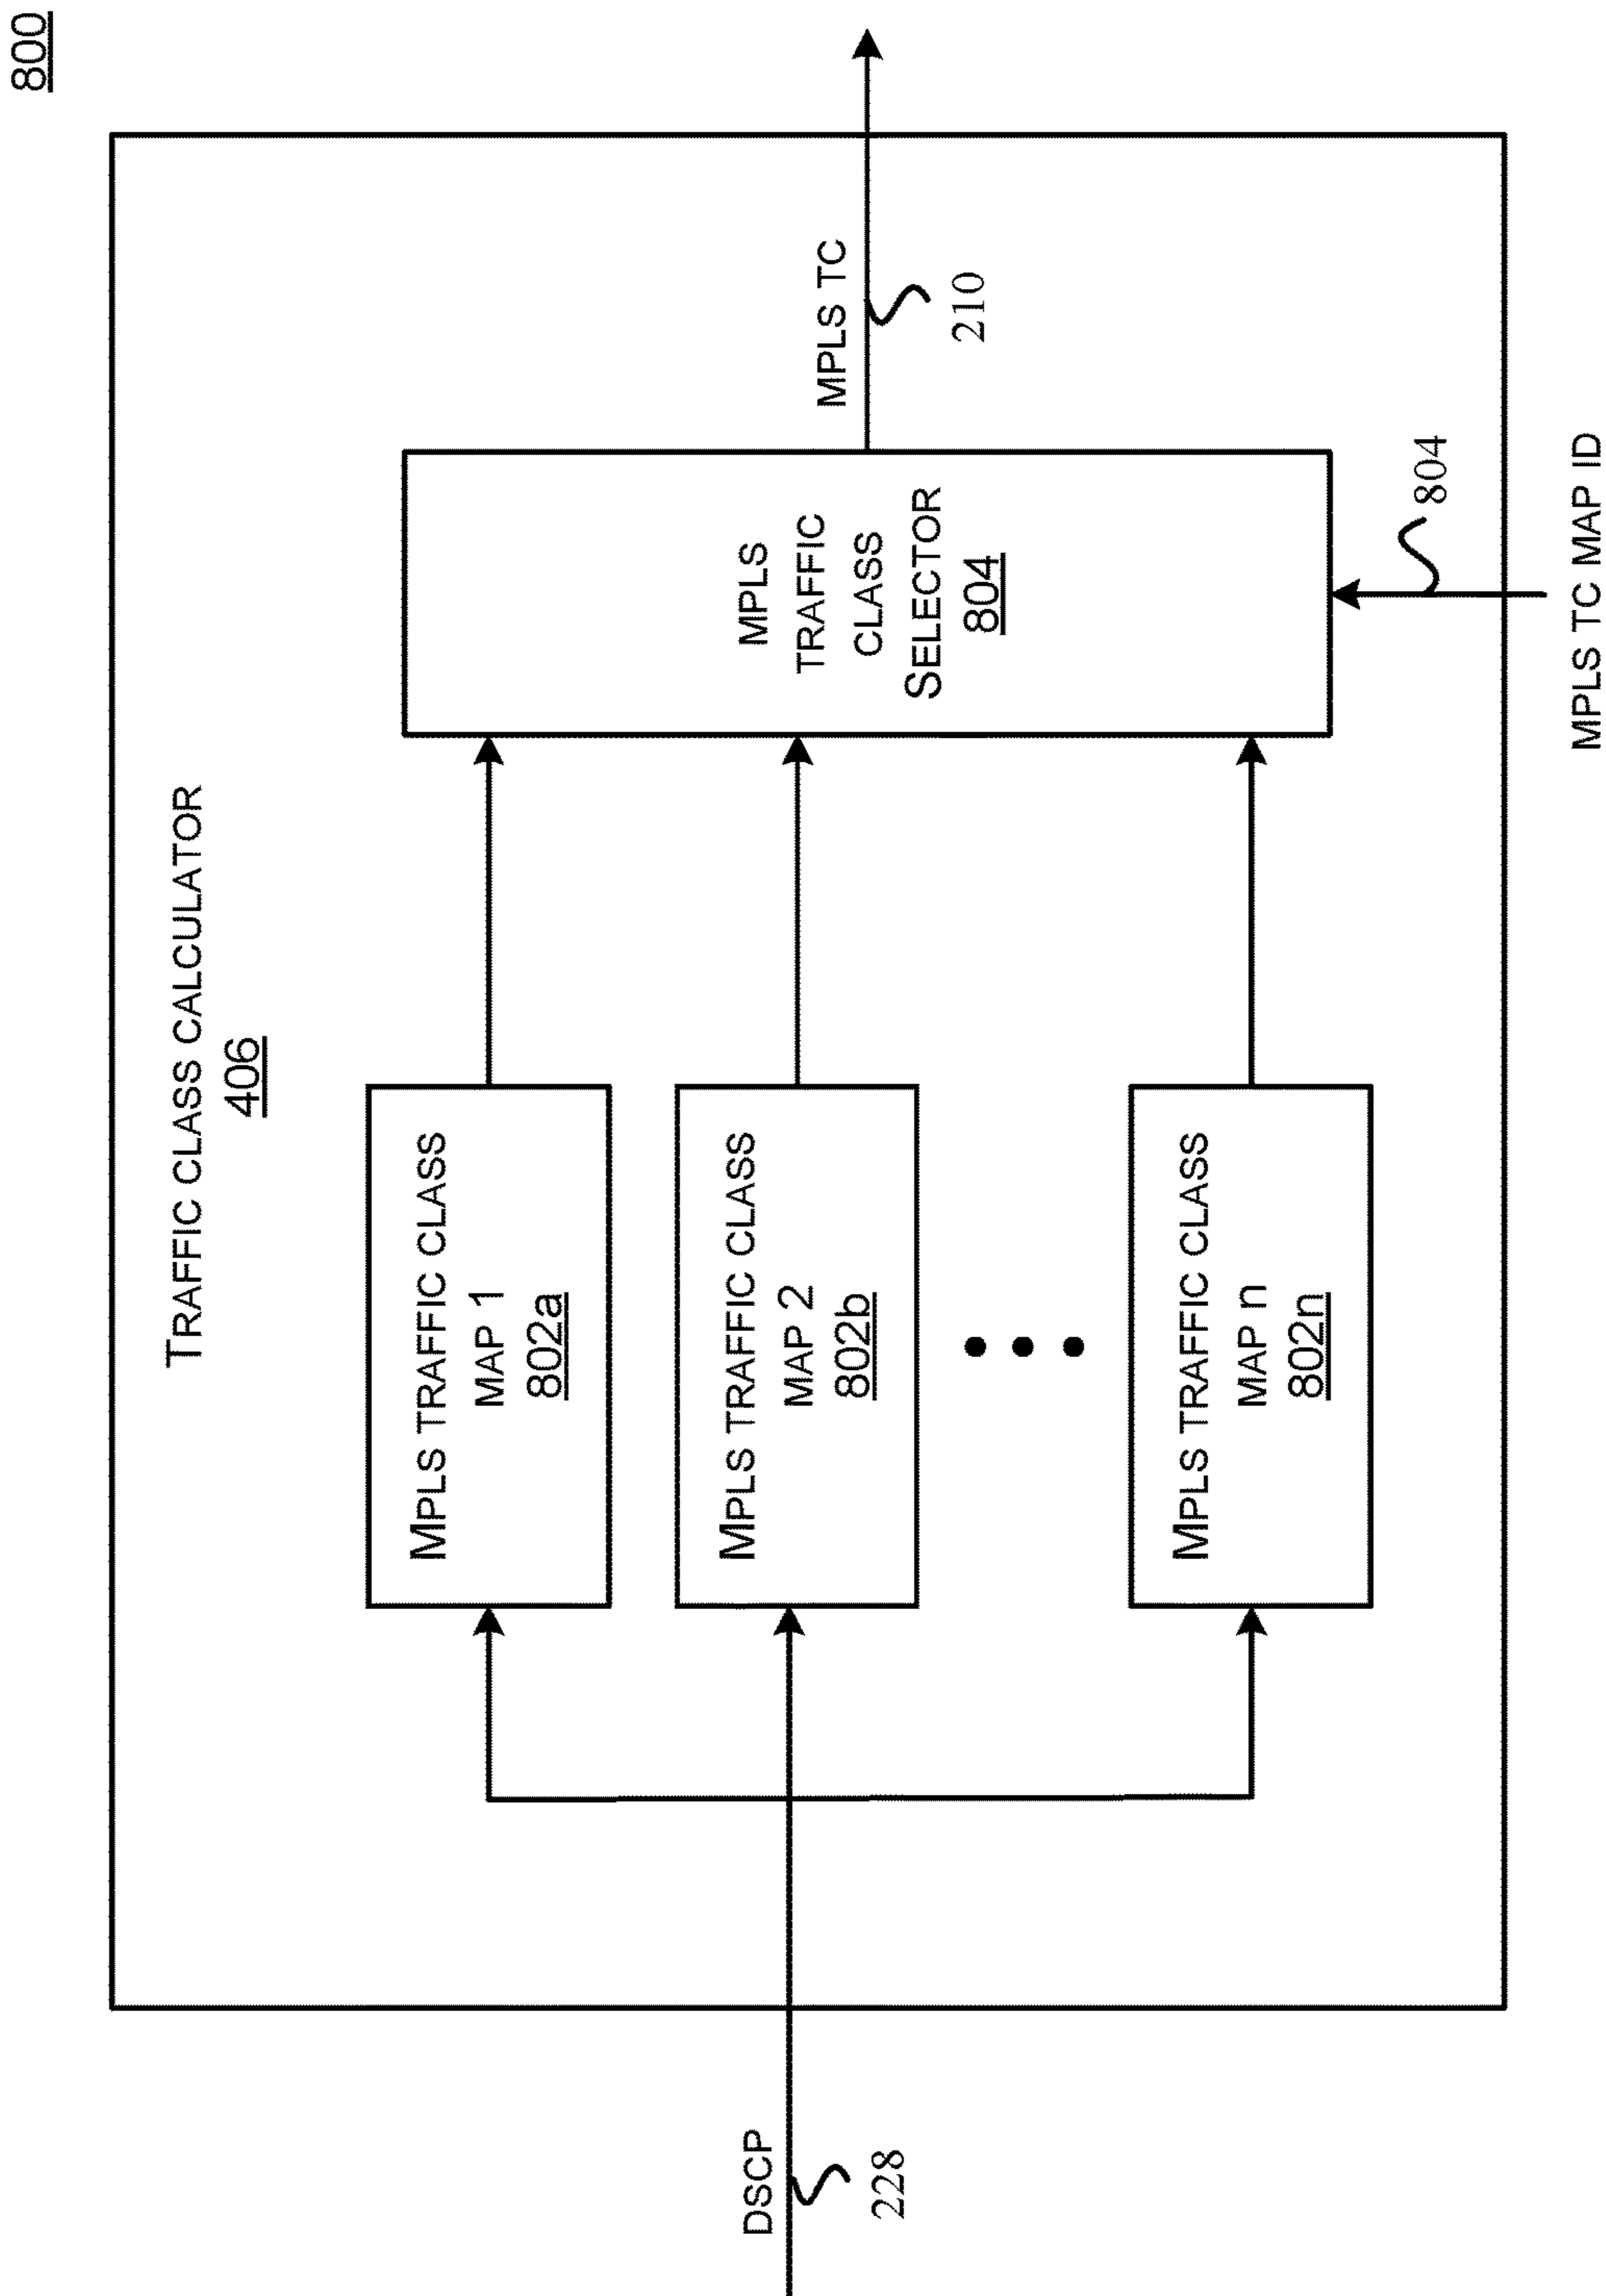 800
TRAFFIC CLASS CALCULATOR
406
MPLS TRAFFIC CLASS
MAP 1
802a
MPLS TRAFFIC CLASS
MAP 2
802b
MPLS TRAFFIC CLASS
MAP n
802n
DSCP
228
MPLS
TRAFFIC
CLASS
SELECTOR
804
MPLS TC
210
804
MPLS TC MAP ID